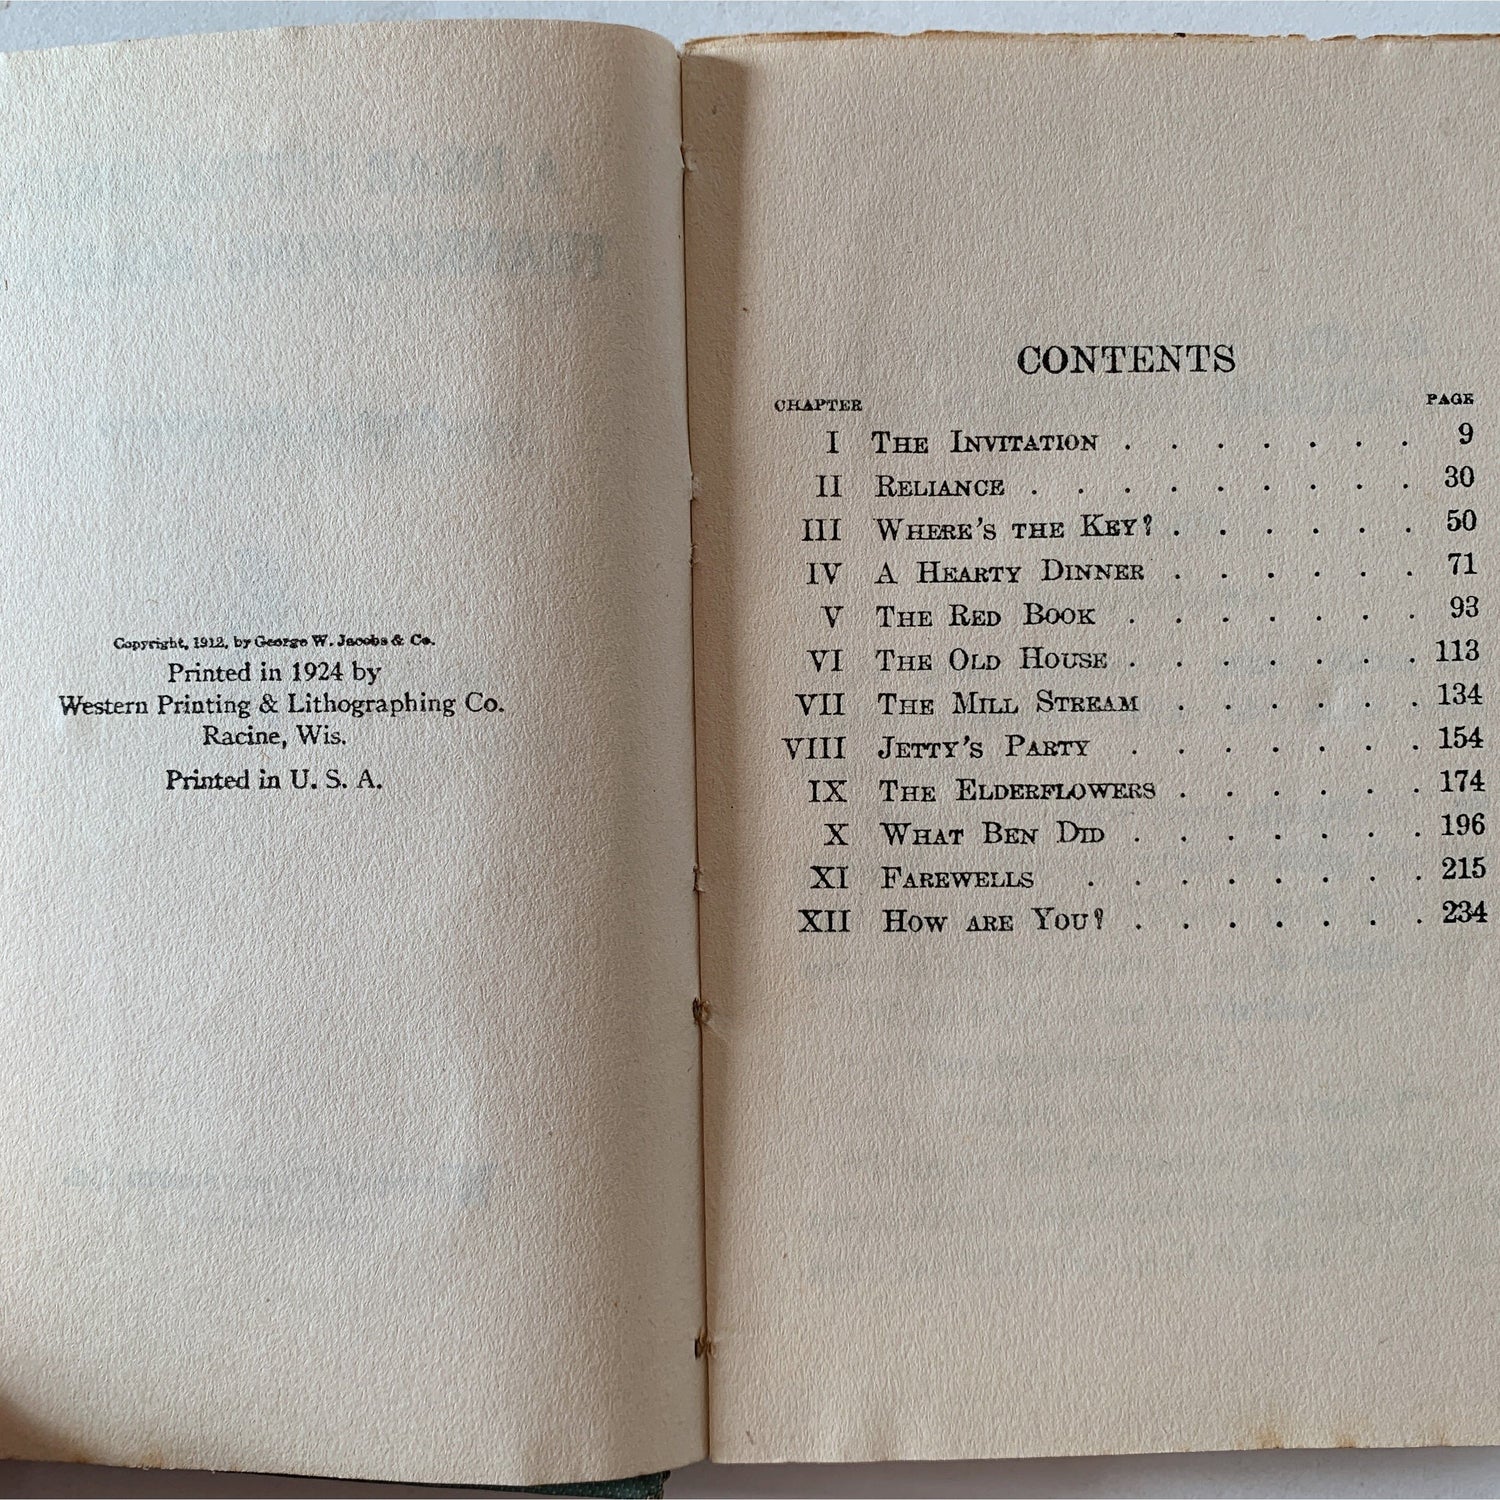 Copyright, 1912, by George W. Jacobs & Co.
Printed in 1924 by
Western Printing & Lithographing Co.
Racine, Wis.
Printed in U. S. A.
CONTENTS
CHAPTER PAGE
I THE INVITATION . . . . . . . 9
II RELIANCE . . . . . . . . . 30
III WHERE'S THE KEY? . . . . . . 50
IV A HEARTY DINNER . . . . . . 71
V THE RED BOOK . . . . . . . 93
VI THE OLD HOUSE . . . . . . . 113
VII THE MILL STREAM . . . . . . 134
VIII JETTY'S PARTY . . . . . . . 154
IX THE ELDERFLOWERS . . . . . . 174
X WHAT BEN DID . . . . . . . 196
XI FAREWELLS . . . . . . . . 215
XII HOW ARE YOU? . . . . . . . 234